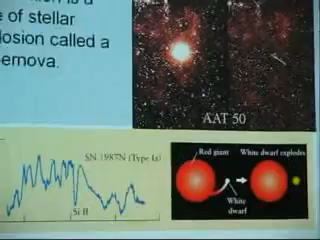 e of stellar
losion called a
ernova.
AAT 50
SN 1987N (Type Ia)
Si II
Red giant
White dwarf explodes
White
dwarf